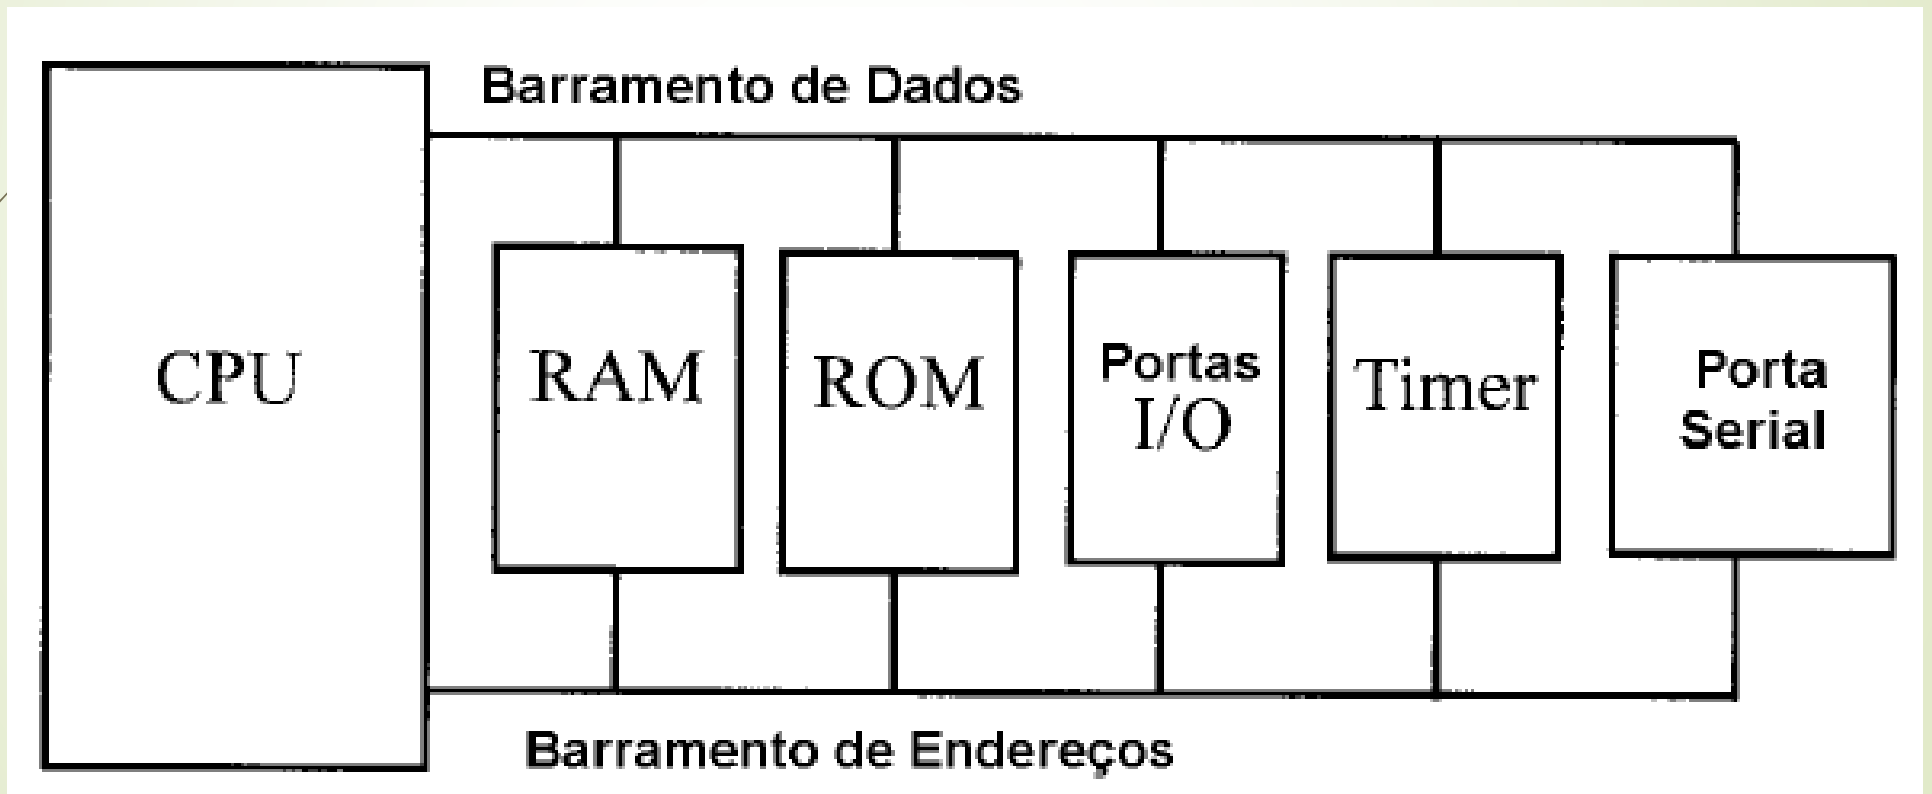 Barramento de Dados
CPU
RAM
ROM
Portas
I/O
Timer
Porta
Serial
Barramento de Endereços